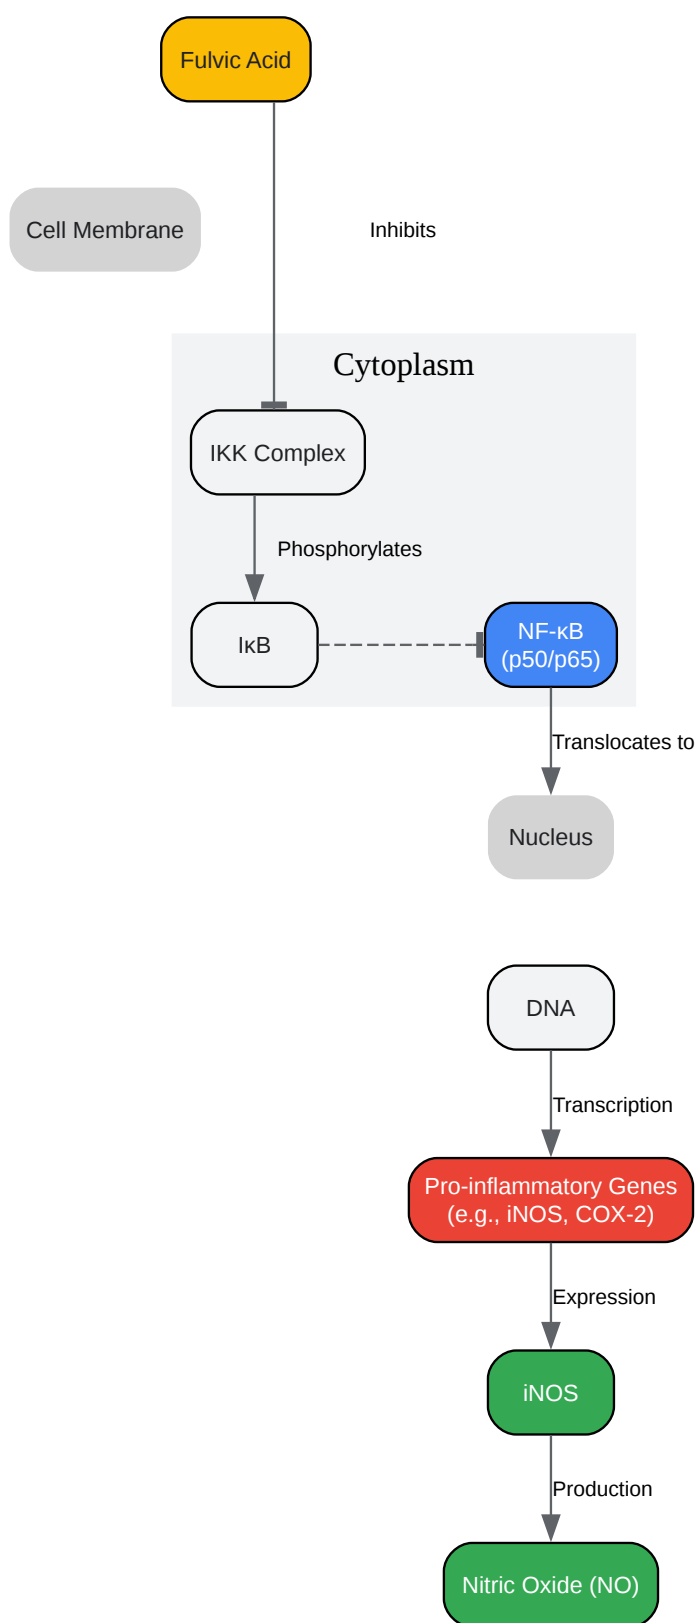 Fulvic Acid
Cell Membrane
Inhibits
Cytoplasm
IKK Complex
Phosphorylates
IκB
NF-κB
(p50/p65)
Translocates to
Nucleus
DNA
Transcription
Pro-inflammatory Genes
(e.g., iNOS, COX-2)
Expression
iNOS
Production
Nitric Oxide (NO)